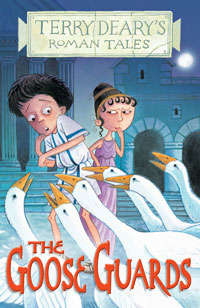 TERRY DEARY'S
ROMAN TALES
THE
GOOSE GUARDS